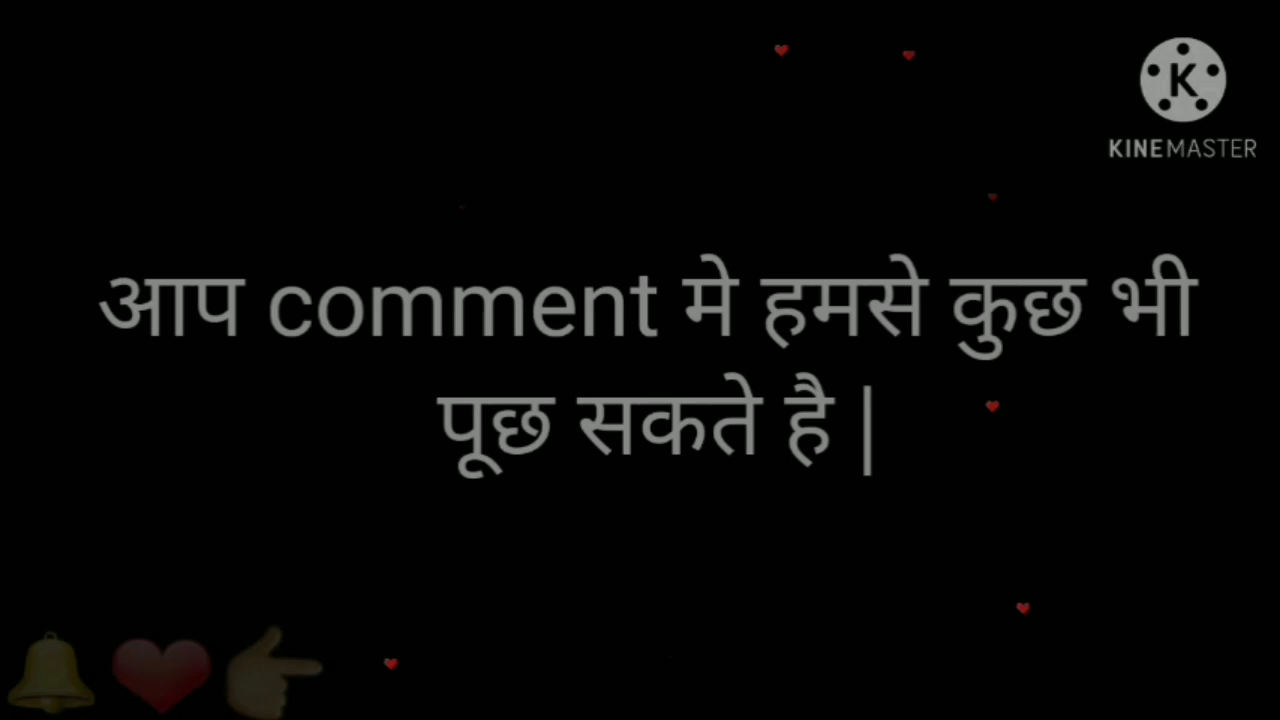 KINEMASTER
आप comment मे हमसे कुछ भी
पूछ सकते है |